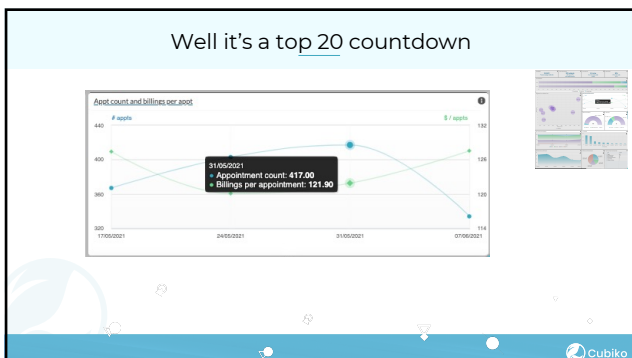 Well it's a top 20 countdown
Appt count and billings per appt
# appts
$ / appts
440
132
400
126
360
120
320
114
31/05/2021
Appointment count: 417.00
Billings per appointment: 121.90
17/05/2021
24/05/2021
31/05/2021
07/06/2021
Cubiko